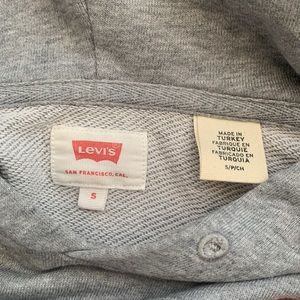 Levi's
SAN FRANCISCO, CAL.
S
MADE IN
TURKEY
FABRIQUE EN
TURQUIE
FABRICADO EN
TURQUIA
S/P/CH